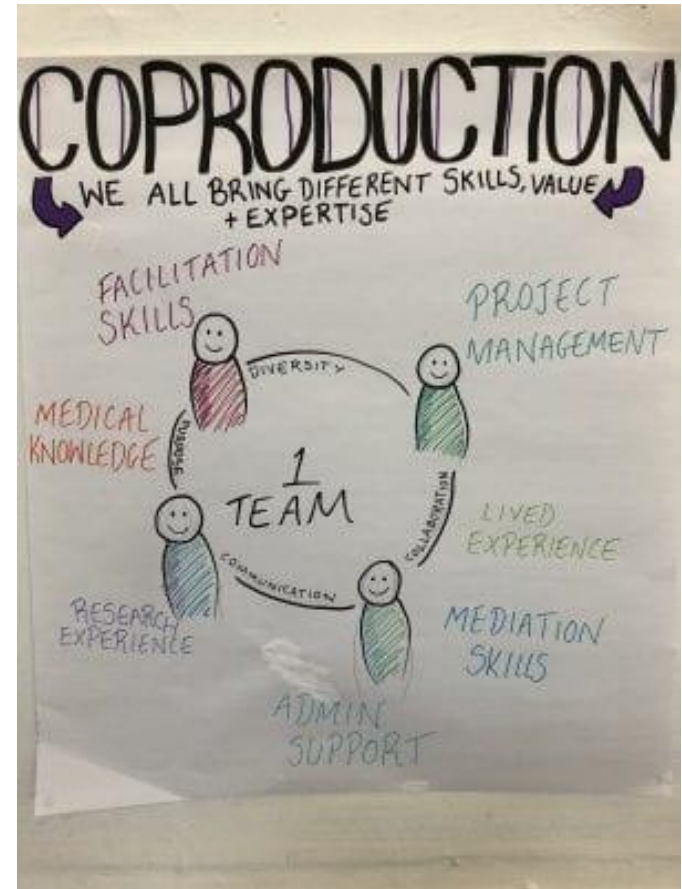 COPRODUCTION
WE ALL BRING DIFFERENT SKILLS, VALUE
+ EXPERTISE
FACILITATION
SKILLS
PROJECT
MANAGEMENT
DIVERSITY
MEDICAL
KNOWLEDGE
PURPOSE
1
TEAM
COLLABORATION
LIVED
EXPERIENCE
COMMUNICATION
RESEARCH
EXPERIENCE
MEDIATION
SKILLS
ADMIN
SUPPORT